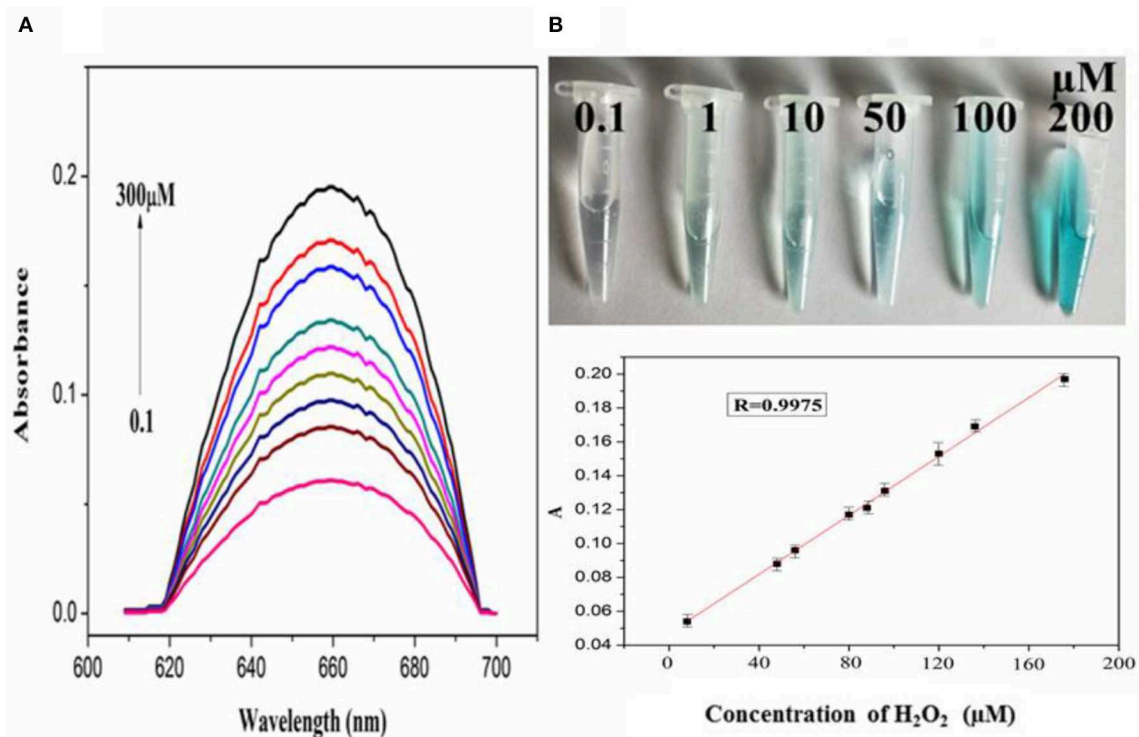 A
Absorbance
0.2
0.1
0.0
300μM
0.1
600 620 640 660 680 700
Wavelength (nm)
B
μM
0.1 1 10 50 100 200
A
0.20
0.18
0.16
0.14
0.12
0.10
0.08
0.06
0.04
R=0.9975
0 40 80 120 160 200
Concentration of H₂O₂ (μM)